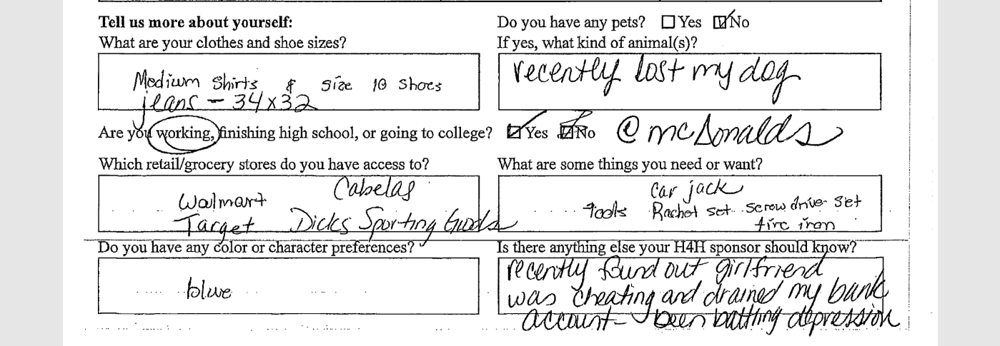 Tell us more about yourself:
What are your clothes and shoe sizes?
Medium Shirts & Size 10 Shoes
jeans - 34x32
Do you have any pets? Yes No
If yes, what kind of animal(s)?
recently lost my dog
Are you working, finishing high school, or going to college? Yes No @ mcDonalds
Which retail/grocery stores do you have access to?
Walmart Cabelas
Target Dicks Sporting Goods
What are some things you need or want?
Car jack
tools Rachet set screw drive set
tire iron
Do you have any color or character preferences?
blue
Is there anything else your H4H sponsor should know?
recently found out girlfriend
was cheating and drained my bank
account - been battling depression